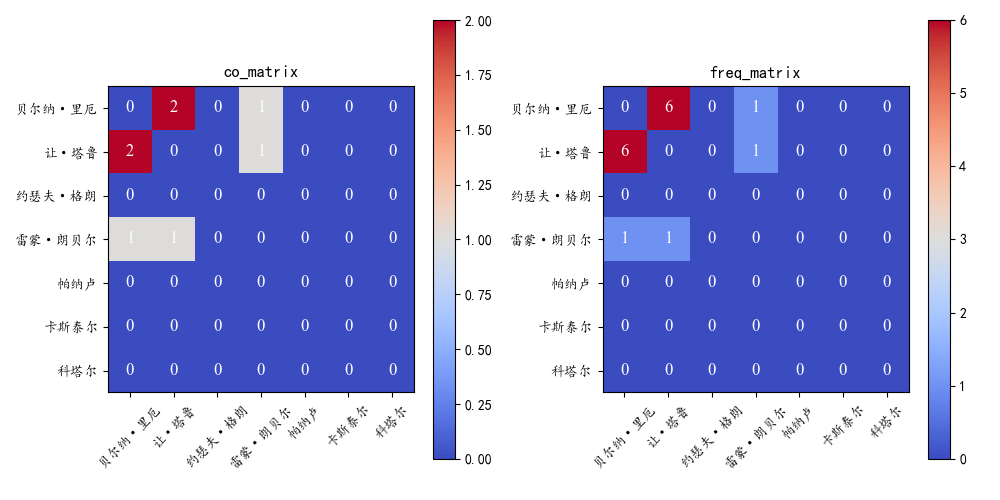 co_matrix
贝尔纳·里厄 0 2 0 1 0 0 0
让·塔鲁 2 0 0 1 0 0 0
约瑟夫·格朗 0 0 0 0 0 0 0
雷蒙·朗贝尔 1 1 0 0 0 0 0
帕纳卢 0 0 0 0 0 0 0
卡斯泰尔 0 0 0 0 0 0 0
科塔尔 0 0 0 0 0 0 0
贝尔纳·里厄 让·塔鲁 约瑟夫·格朗 雷蒙·朗贝尔 帕纳卢 卡斯泰尔 科塔尔
2.00
1.75
1.50
1.25
1.00
0.75
0.50
0.25
0.00
freq_matrix
贝尔纳·里厄 0 6 0 1 0 0 0
让·塔鲁 6 0 0 1 0 0 0
约瑟夫·格朗 0 0 0 0 0 0 0
雷蒙·朗贝尔 1 1 0 0 0 0 0
帕纳卢 0 0 0 0 0 0 0
卡斯泰尔 0 0 0 0 0 0 0
科塔尔 0 0 0 0 0 0 0
贝尔纳·里厄 让·塔鲁 约瑟夫·格朗 雷蒙·朗贝尔 帕纳卢 卡斯泰尔 科塔尔
6
5
4
3
2
1
0